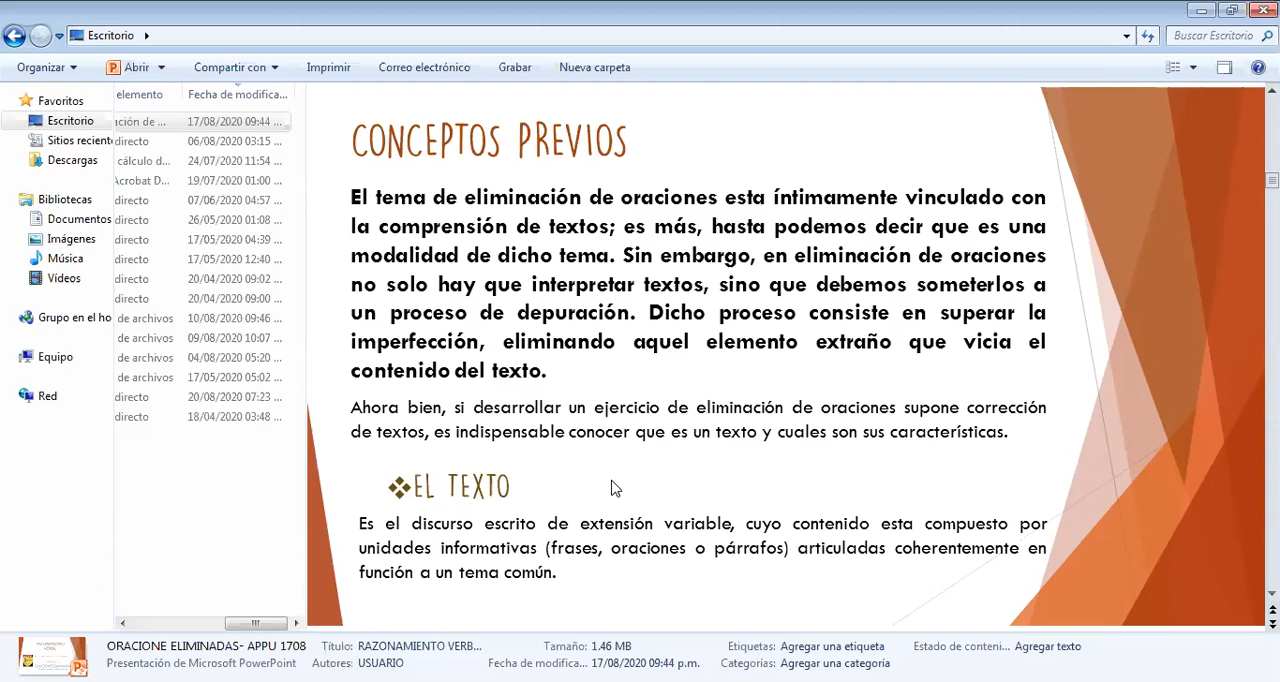 Escritorio
Buscar Escritorio
Organizar
Abrir
Compartir con
Imprimir
Correo electrónico
Grabar
Nueva carpeta
Favoritos
Escritorio
Sitios recient
Descargas
Bibliotecas
Documentos
Imágenes
Música
Vídeos
Grupo en el ho
Equipo
Red
elemento Fecha de modifica...
ación de ... 17/08/2020 09:44 ...
directo 06/08/2020 03:15 ...
cálculo d... 24/07/2020 11:54 ...
Acrobat D... 19/07/2020 01:00 ...
directo 07/06/2020 04:57 ...
directo 26/05/2020 01:08 ...
directo 17/05/2020 04:39 ...
directo 17/05/2020 12:40 ...
directo 20/04/2020 09:02 ...
directo 20/04/2020 09:00 ...
de archivos 10/08/2020 09:46 ...
de archivos 09/08/2020 10:07 ...
de archivos 04/08/2020 05:20 ...
de archivos 17/05/2020 05:02 ...
directo 20/08/2020 07:23 ...
directo 18/04/2020 03:48 ...
CONCEPTOS PREVIOS
El tema de eliminación de oraciones esta íntimamente vinculado con
la comprensión de textos; es más, hasta podemos decir que es una
modalidad de dicho tema. Sin embargo, en eliminación de oraciones
no solo hay que interpretar textos, sino que debemos someterlos a
un proceso de depuración. Dicho proceso consiste en superar la
imperfección, eliminando aquel elemento extraño que vicia el
contenido del texto.
Ahora bien, si desarrollar un ejercicio de eliminación de oraciones supone corrección
de textos, es indispensable conocer que es un texto y cuales son sus características.
❖EL TEXTO
Es el discurso escrito de extensión variable, cuyo contenido esta compuesto por
unidades informativas (frases, oraciones o párrafos) articuladas coherentemente en
función a un tema común.
ORACIONE ELIMINADAS- APPU 1708
Presentación de Microsoft PowerPoint
Título: RAZONAMIENTO VERB...
Autores: USUARIO
Tamaño: 1.46 MB
Fecha de modifica... 17/08/2020 09:44 p.m.
Etiquetas: Agregar una etiqueta
Categorías: Agregar una categoría
Estado de conteni... Agregar texto